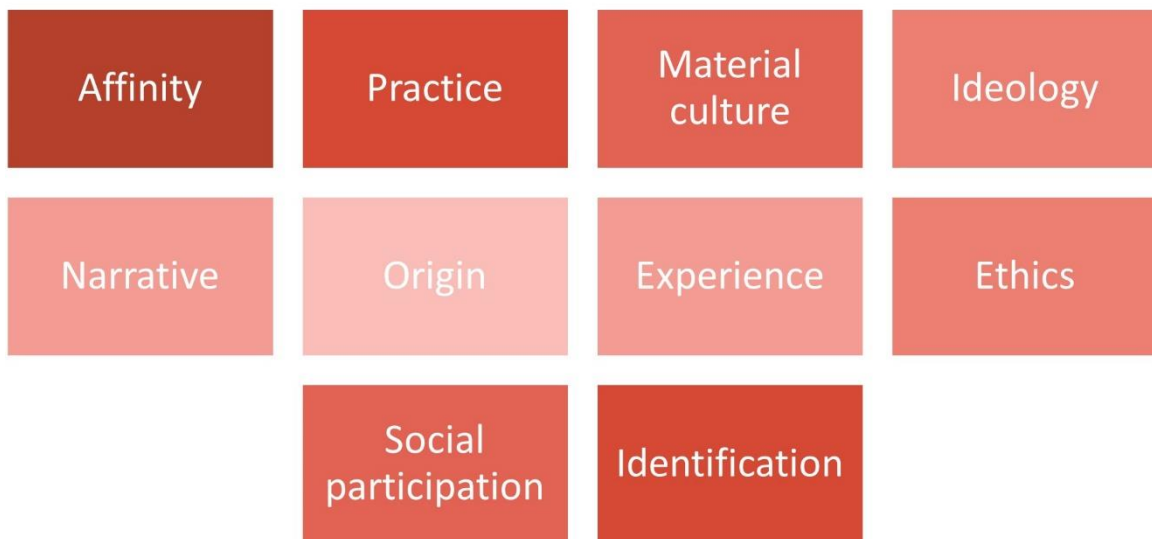 Affinity
Practice
Material
culture
Ideology
Narrative
Origin
Experience
Ethics
Social
participation
Identification